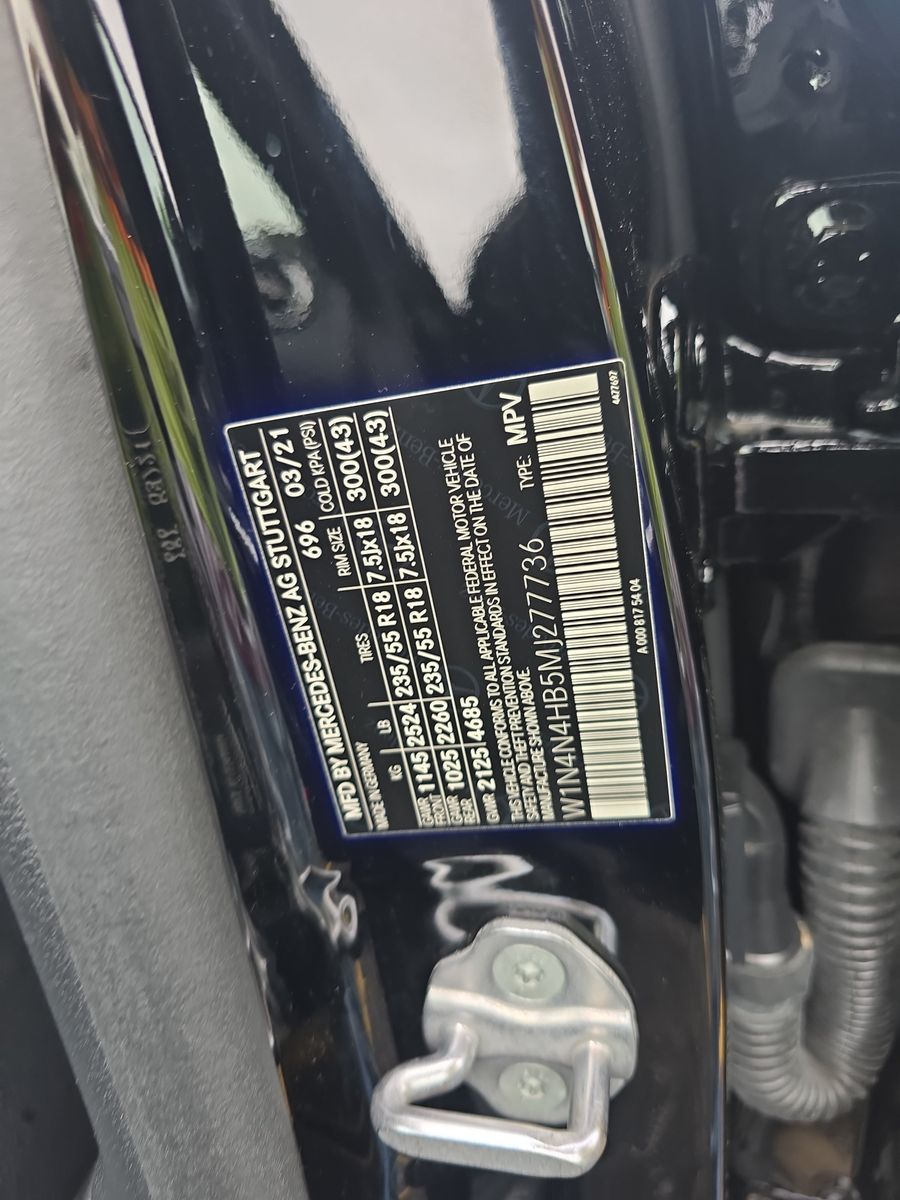 MFD BY MERCEDES-BENZ AG STUTTGART
MADE IN GERMANY 696 03/21
KG LB TIRES RIM SIZE COLD KPA(PSI)
GAWR FRONT 1145 2524 235/55 R18 7.5Jx18 300(43)
GAWR REAR 1025 2260 235/55 R18 7.5Jx18 300(43)
GVWR 2125 4685
THIS VEHICLE CONFORMS TO ALL APPLICABLE FEDERAL MOTOR VEHICLE
SAFETY AND THEFT PREVENTION STANDARDS IN EFFECT ON THE DATE OF
MANUFACTURE SHOWN ABOVE.
TYPE: MPV
W1N4N4HB5MJ277736
A 000 817 54 04
4477697